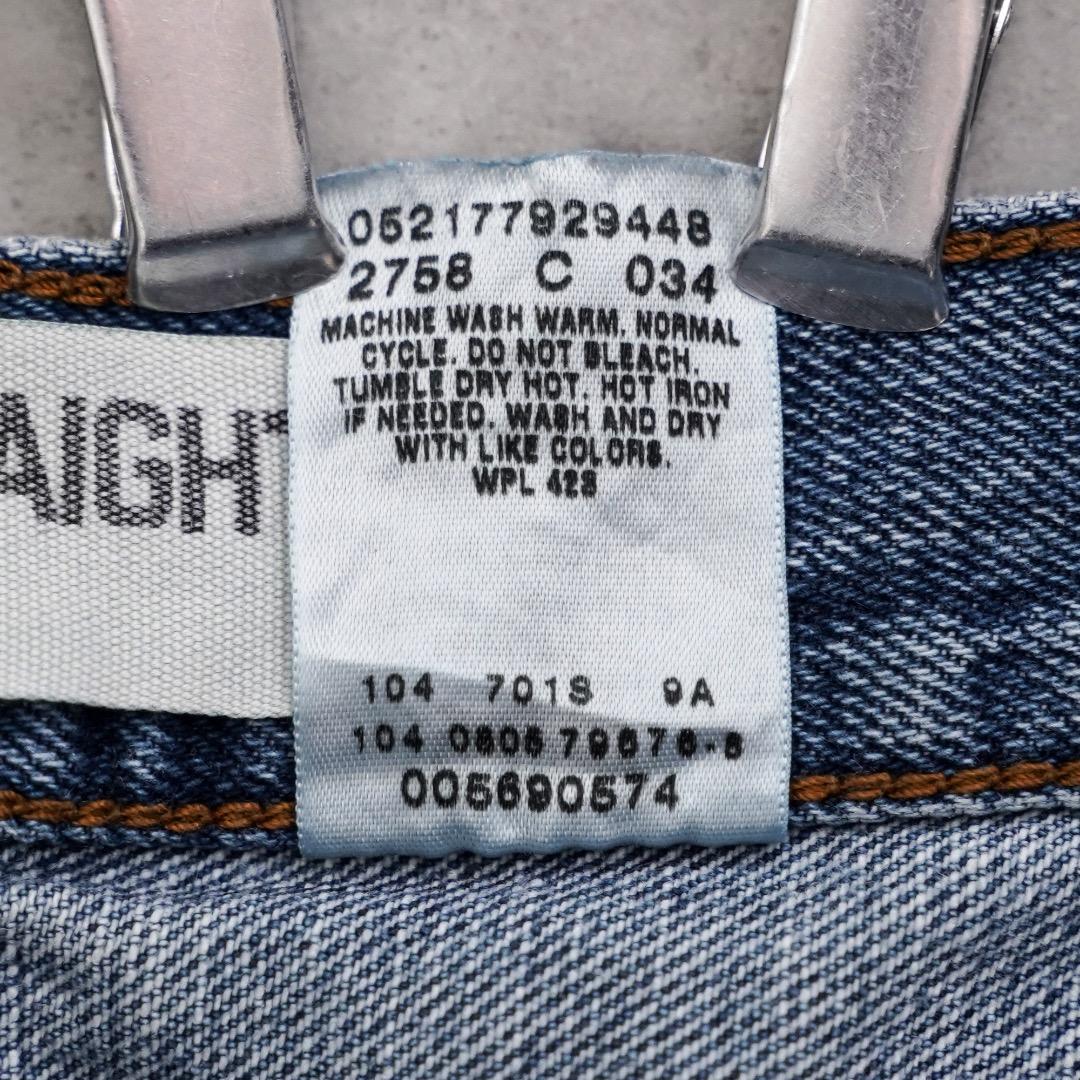 052177929448
2758 C 034
MACHINE WASH WARM. NORMAL
CYCLE. DO NOT BLEACH.
TUMBLE DRY HOT. HOT IRON
IF NEEDED. WASH AND DRY
WITH LIKE COLORS.
WPL 423
AIGHT
104 701S 9A
104
005690574